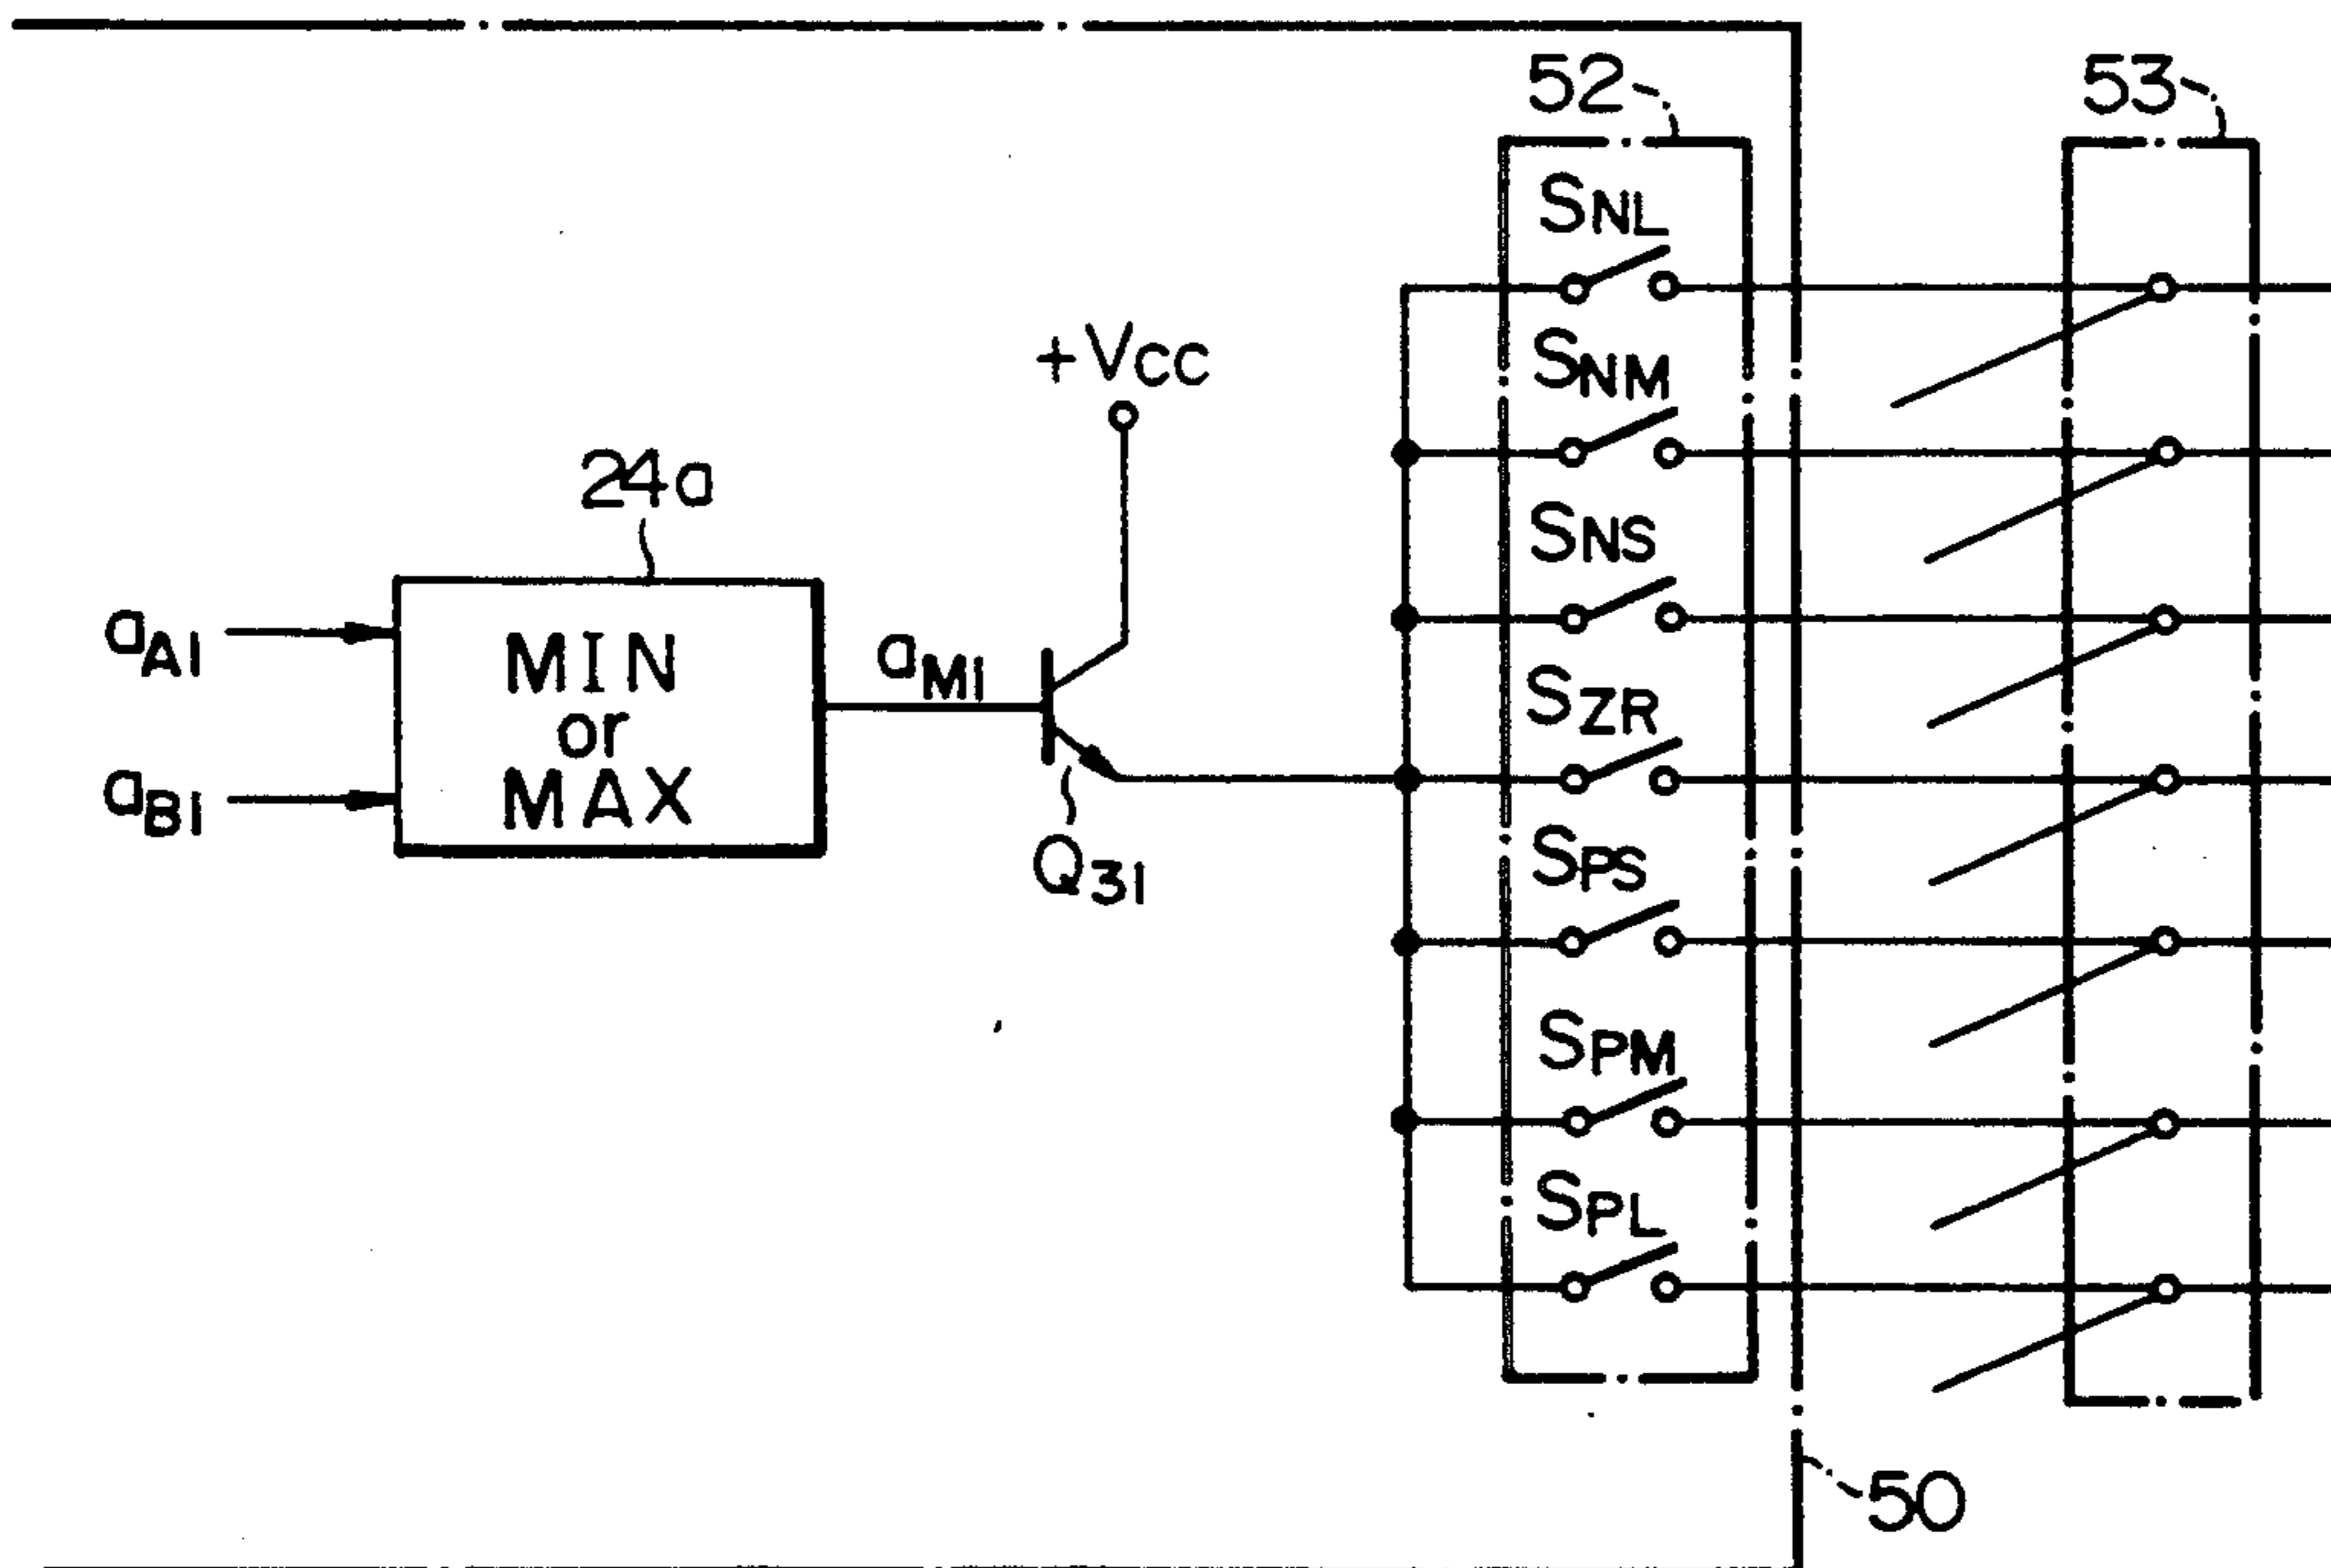 52
53
SNL
SNM
+VCC
24a
SNS
aA1
MIN
or
MAX
aM1
SZR
aB1
Q31
SPS
SPM
SPL
50